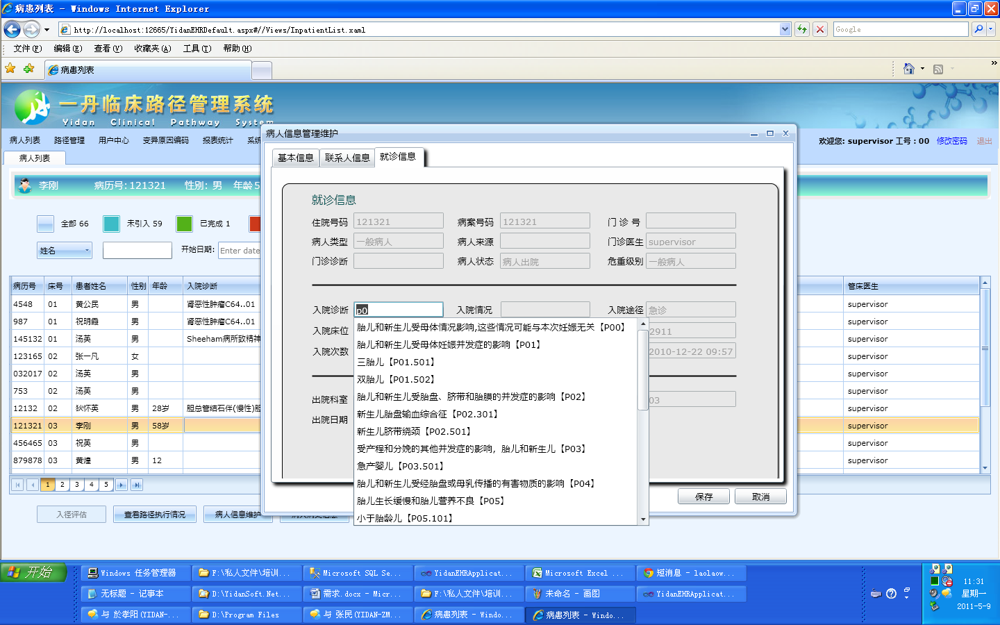 病患列表 - Windows Internet Explorer
http://localhost:12665/YidanEHRDefault.aspx#//Views/InpatientList.xaml
Google
文件(F) 编辑(E) 查看(V) 收藏夹(A) 工具(T) 帮助(H)
病患列表
一丹临床路径管理系统
Yidan Clinical Pathway System
病人列表 路径管理 用户中心 变异原因编码 报表统计 系统
欢迎您: supervisor 工号：00 修改密码 退出
病人列表
李刚 病历号:121321 性别: 男 年龄5
全部 66 未引入 59 已完成 1
姓名 开始日期: Enter date
病历号 床号 患者姓名 性别 年龄 入院诊断 管床医生
4548 01 黄公民 男 肾恶性肿瘤C64..01 supervisor
987 01 祝明霞 男 肾恶性肿瘤C64..01 supervisor
145132 01 汤英 男 Sheeham病所致精神 supervisor
123165 02 张一凡 女 supervisor
032017 02 汤英 男 supervisor
753 02 汤英 男 supervisor
12132 02 狄怀英 男 28岁 胆总管结石伴(慢性)胆 supervisor
121321 03 李刚 男 58岁 supervisor
456465 03 祝英 男 supervisor
879878 03 黄煌 男 12 supervisor
1 2 3 4 5
入径评估 查看路径执行情况 病人信息维护
病人信息管理维护
基本信息 联系人信息 就诊信息
就诊信息
住院号码 121321 病案号码 121321 门 诊 号
病人类型 一般病人 病人来源 门诊医生 supervisor
门诊诊断 病人状态 病人出院 危重级别 一般病人
入院诊断 p0 入院情况 入院途径 急诊
入院床位 2911
入院次数 2010-12-22 09:57
出院科室 03
出院日期
胎儿和新生儿受母体情况影响,这些情况可能与本次妊娠无关【P00】
胎儿和新生儿受母体妊娠并发症的影响【P01】
三胎儿【P01.501】
双胎儿【P01.502】
胎儿和新生儿受胎盘、脐带和胎膜的并发症的影响【P02】
新生儿胎盘输血综合征【P02.301】
新生儿脐带绕颈【P02.501】
受产程和分娩的其他并发症的影响，胎儿和新生儿【P03】
急产婴儿【P03.501】
胎儿和新生儿受经胎盘或母乳传播的有害物质的影响【P04】
胎儿生长缓慢和胎儿营养不良【P05】
小于胎龄儿【P05.101】
保存 取消
开始
Windows 任务管理器 F:\私人文件\培训... Microsoft SQL Se... YidanEHRApplicat... Microsoft Excel ... 短消息 - laolaow...
无标题 - 记事本 D:\YidanSoft.Net... 需求.docx - Micr... F:\私人文件\培训... 未命名 - 画图 YidanEHRApplicat...
与 於孝阳(YIDAN-... D:\Program Files 与 张民(YIDAN-ZM... 病患列表 - Windo... 病患列表 - Windo...
11:31
星期一
2011-5-9